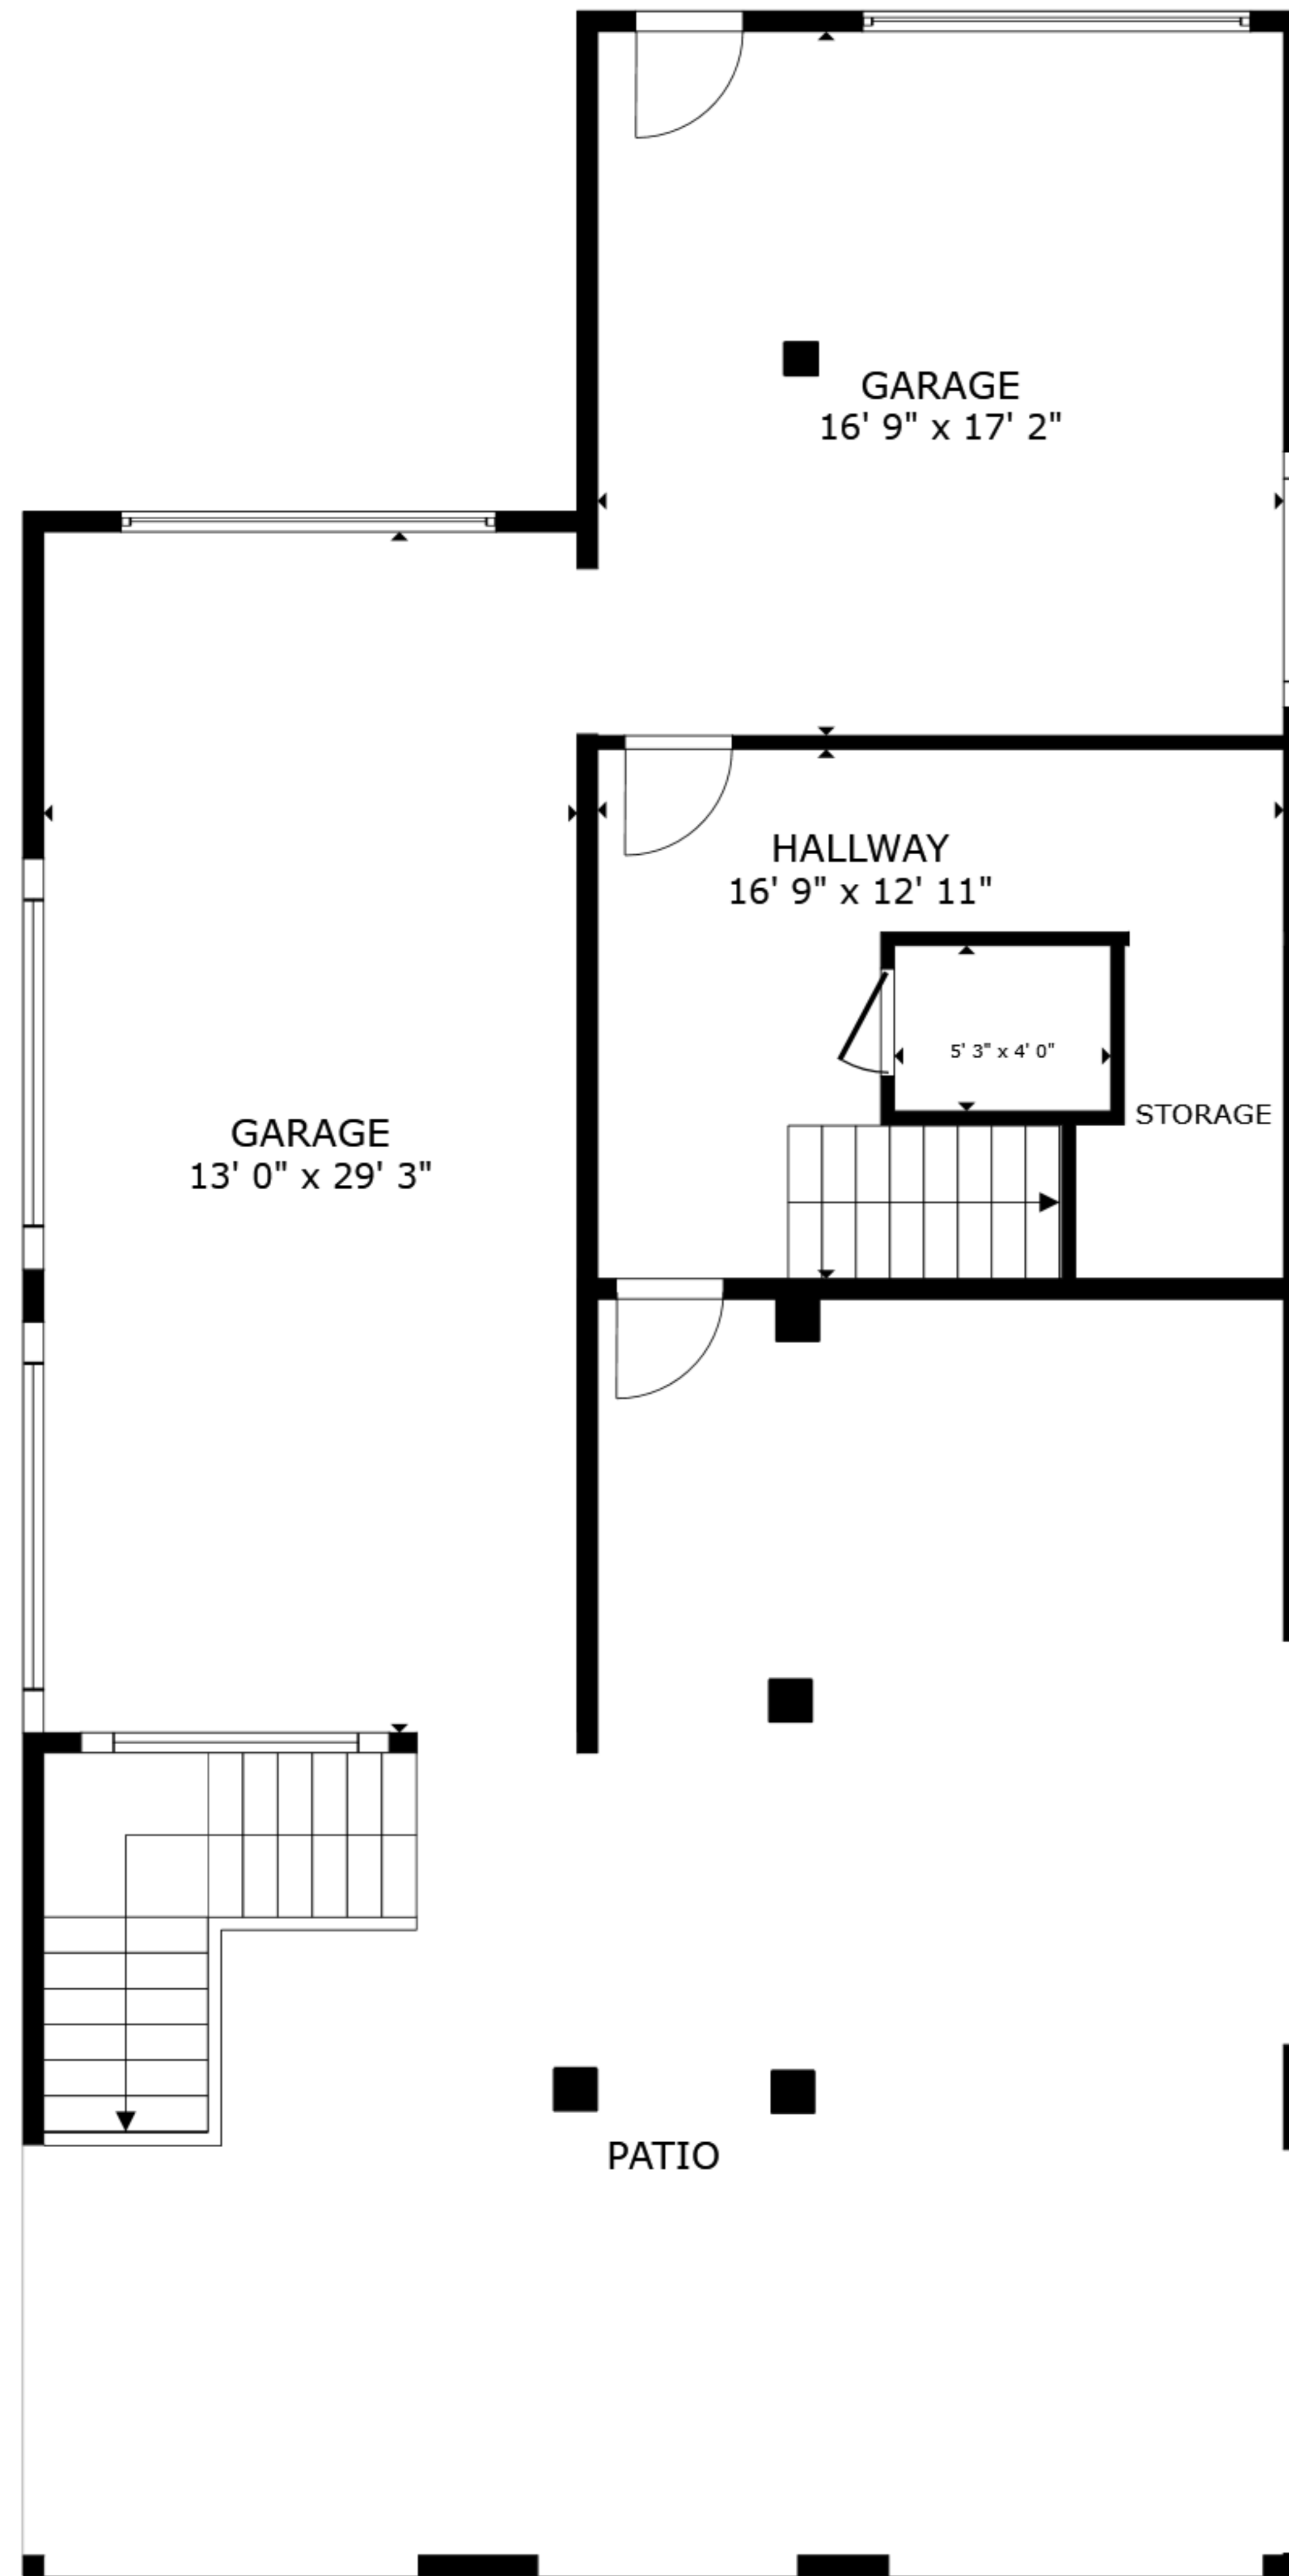 GARAGE
16' 9" x 17' 2"
HALLWAY
16' 9" x 12' 11"
5' 3" x 4' 0"
STORAGE
GARAGE
13' 0" x 29' 3"
PATIO